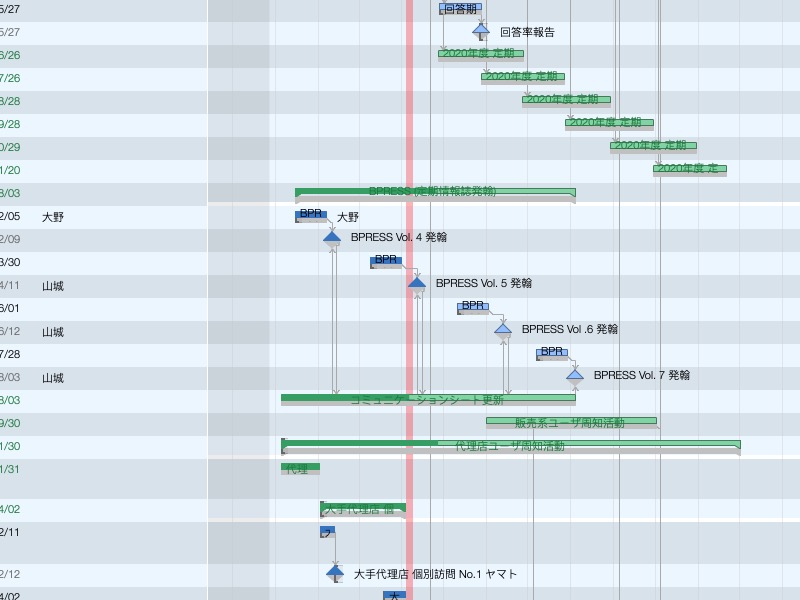 5/27 回答期
5/27 回答率報告
6/26 2020年度 定期
7/26 2020年度 定期
8/28 2020年度 定期
9/28 2020年度 定期
0/29 2020年度 定期
1/20 2020年度 定
8/03 BPRESS (定期情報誌発翰)
2/05 大野 BPR 大野
2/09 BPRESS Vol. 4 発翰
3/30 BPR
4/11 山城 BPRESS Vol. 5 発翰
6/01 BPR
6/12 山城 BPRESS Vol .6 発翰
7/28 BPR
8/03 山城 BPRESS Vol. 7 発翰
8/03 コミュニケーションシート更新
9/30 販売系ユーザ周知活動
1/30 代理店ユーザ周知活動
1/31 代理
4/02 大手代理店 個
2/11
2/12 大手代理店 個別訪問 No.1 ヤマト
4/02 大